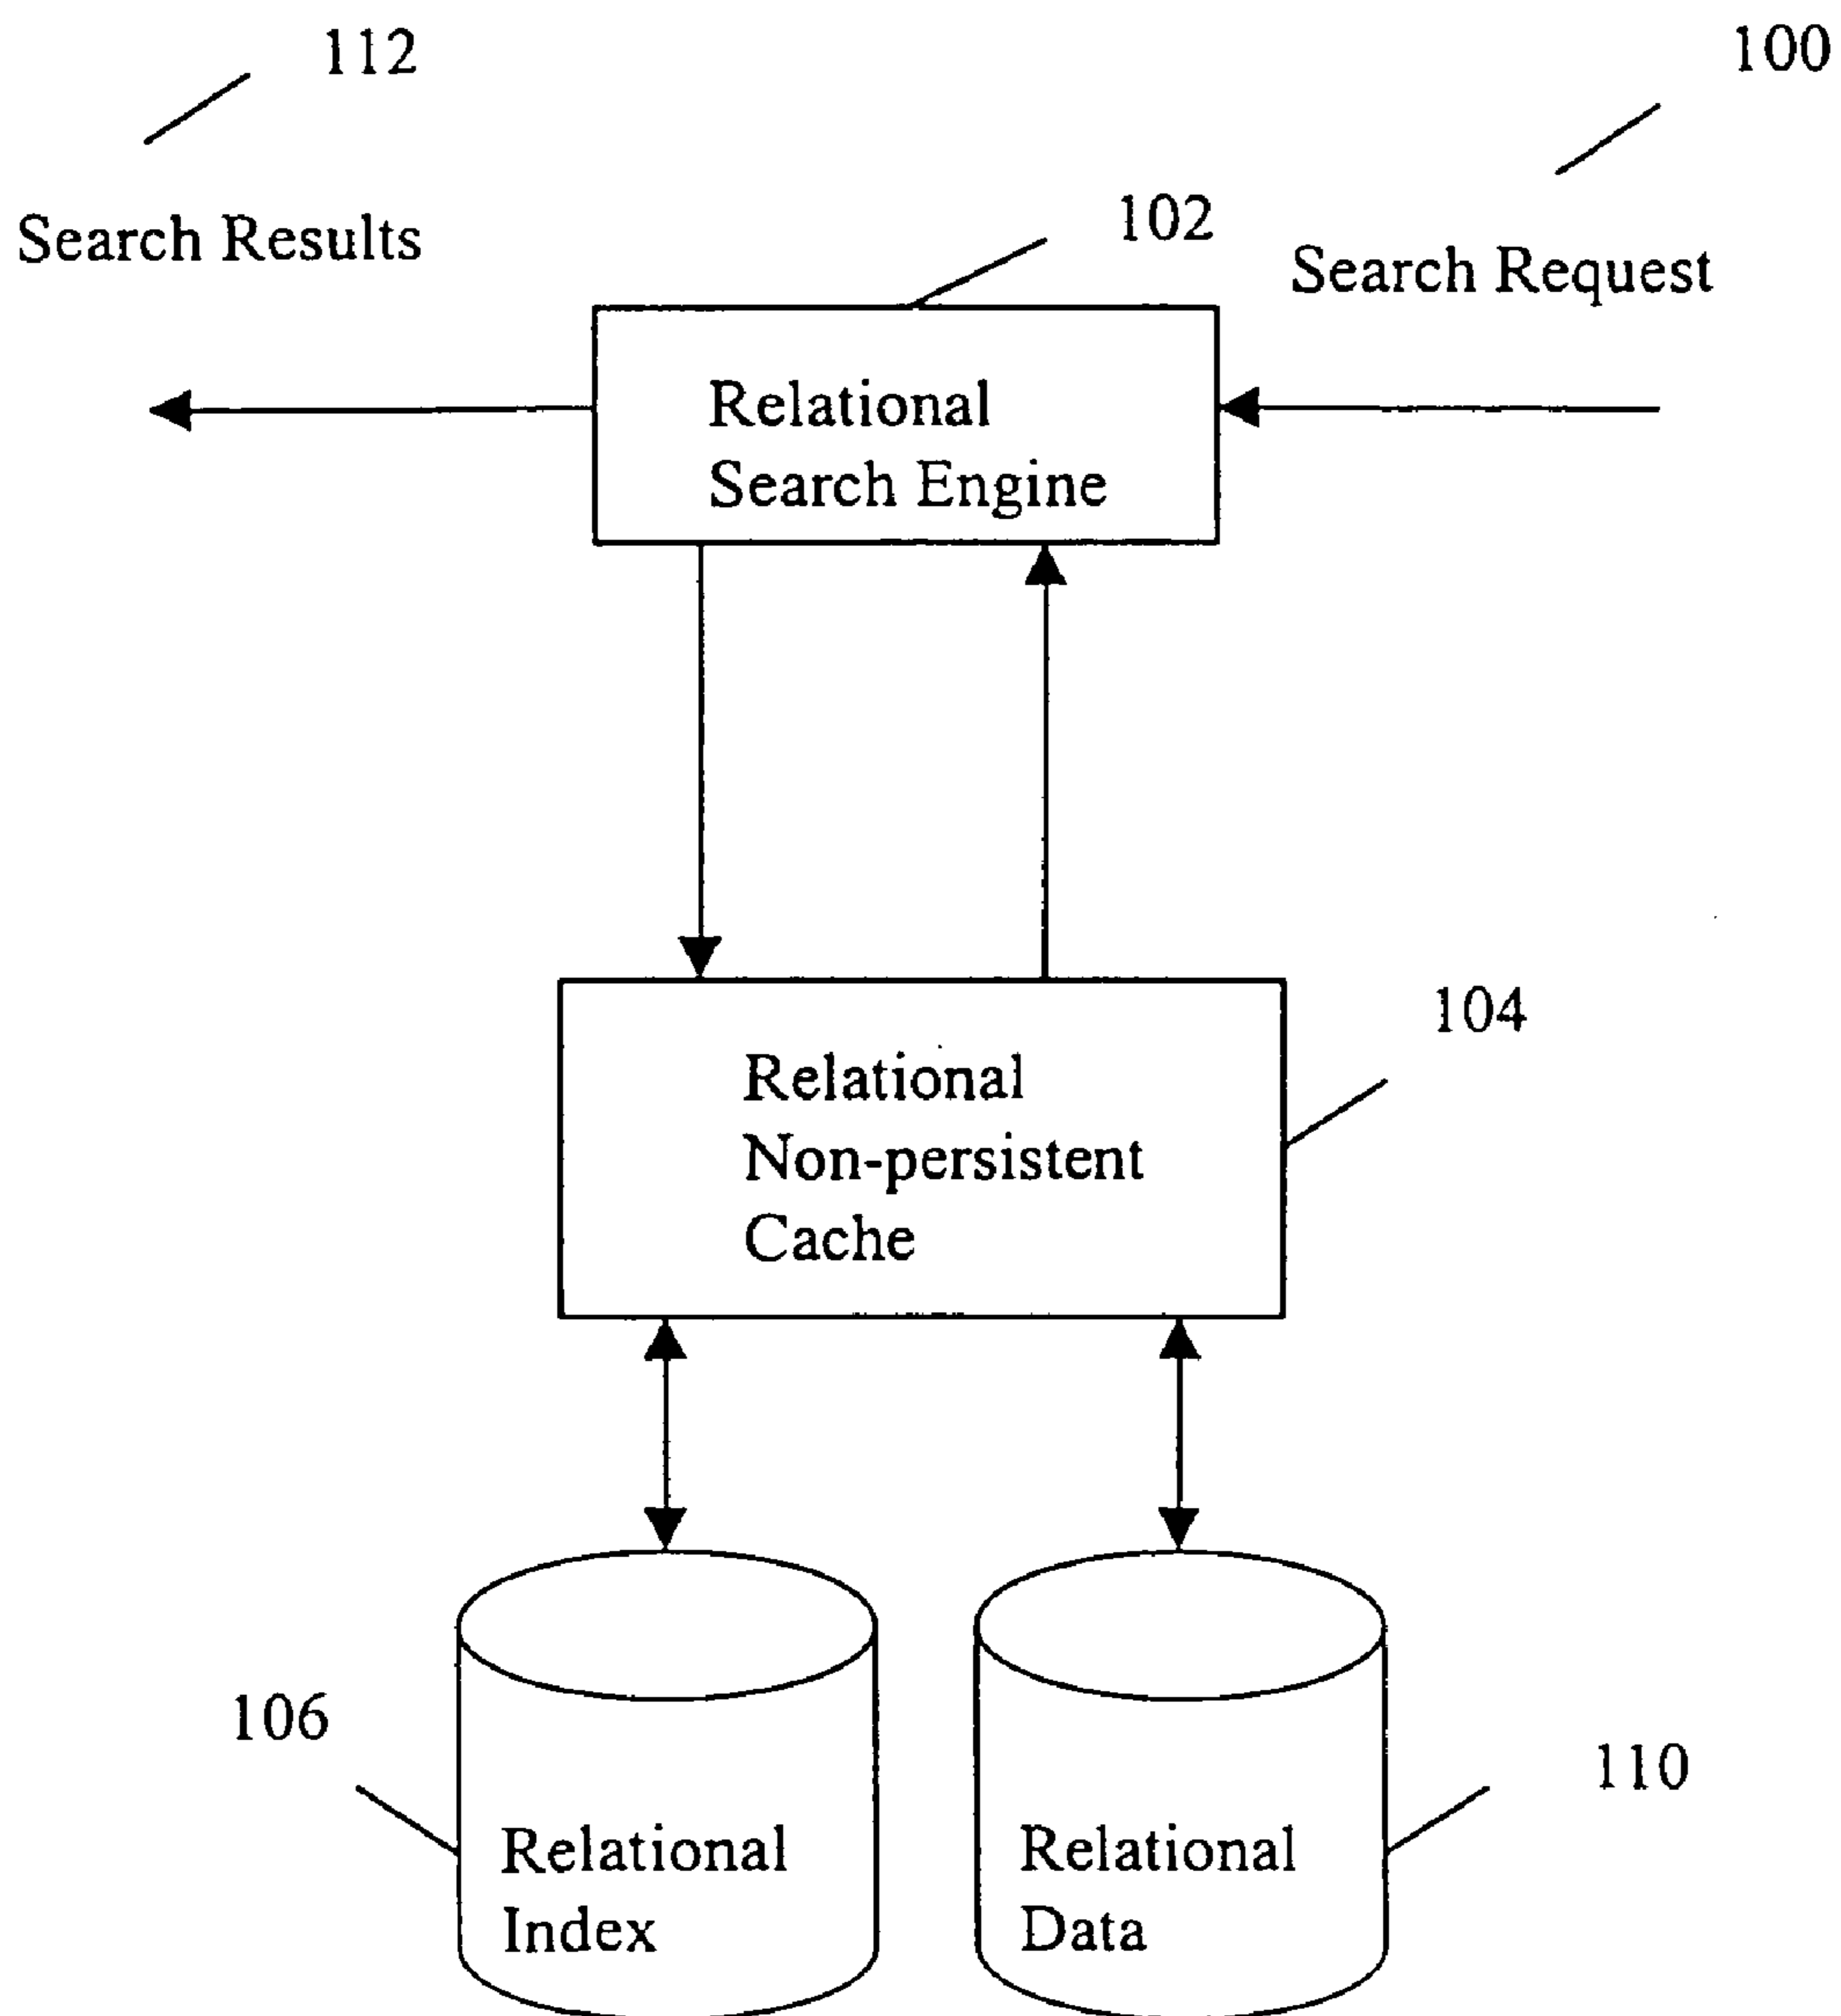 112
100
Search Results
102
Search Request
Relational
Search Engine
104
Relational
Non-persistent
Cache
106
110
Relational
Index
Relational
Data